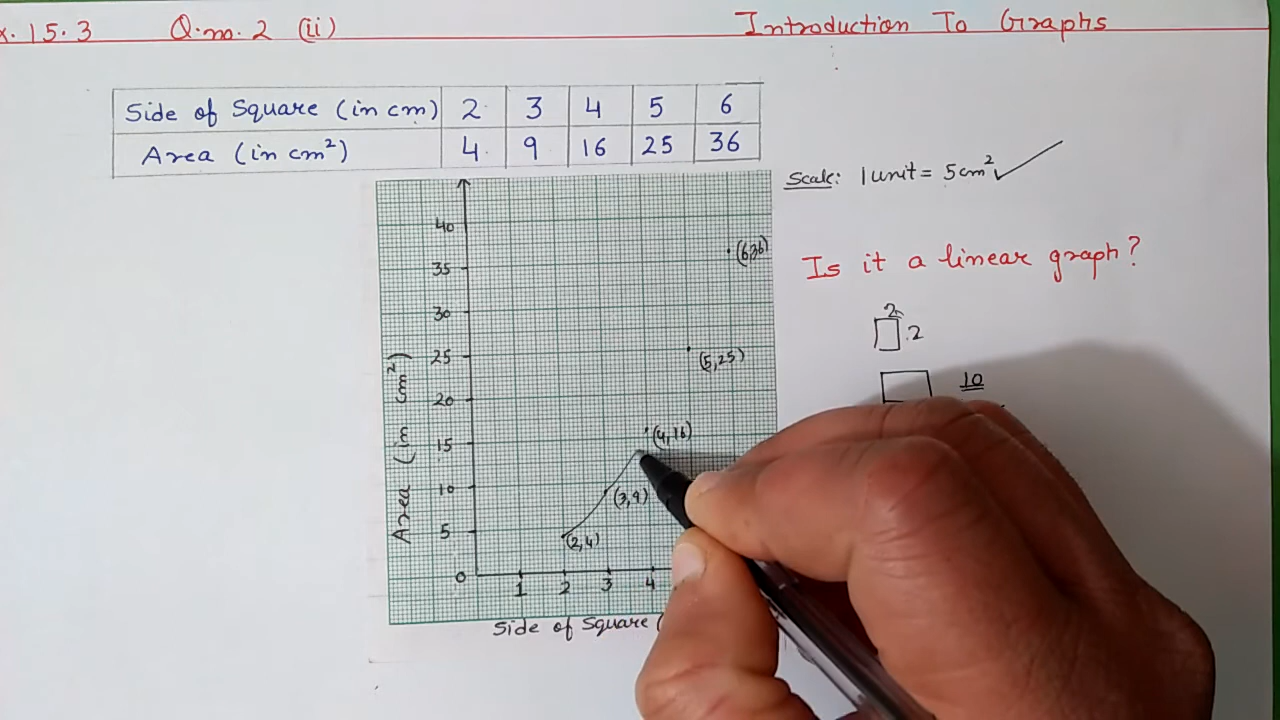 x. 15.3 Q.no. 2 (ii) Introduction To Graphs
Side of Square (in cm) 2 3 4 5 6
Area (in cm²) 4 9 16 25 36
Scale: 1 unit = 5 cm²
Is it a linear graph?
2
2
10
40
35
30
25
20
15
10
5
0
1 2 3 4
(6,36)
(5,25)
(4,16)
(3,9)
(2,4)
Area (in cm²)
Side of Square (